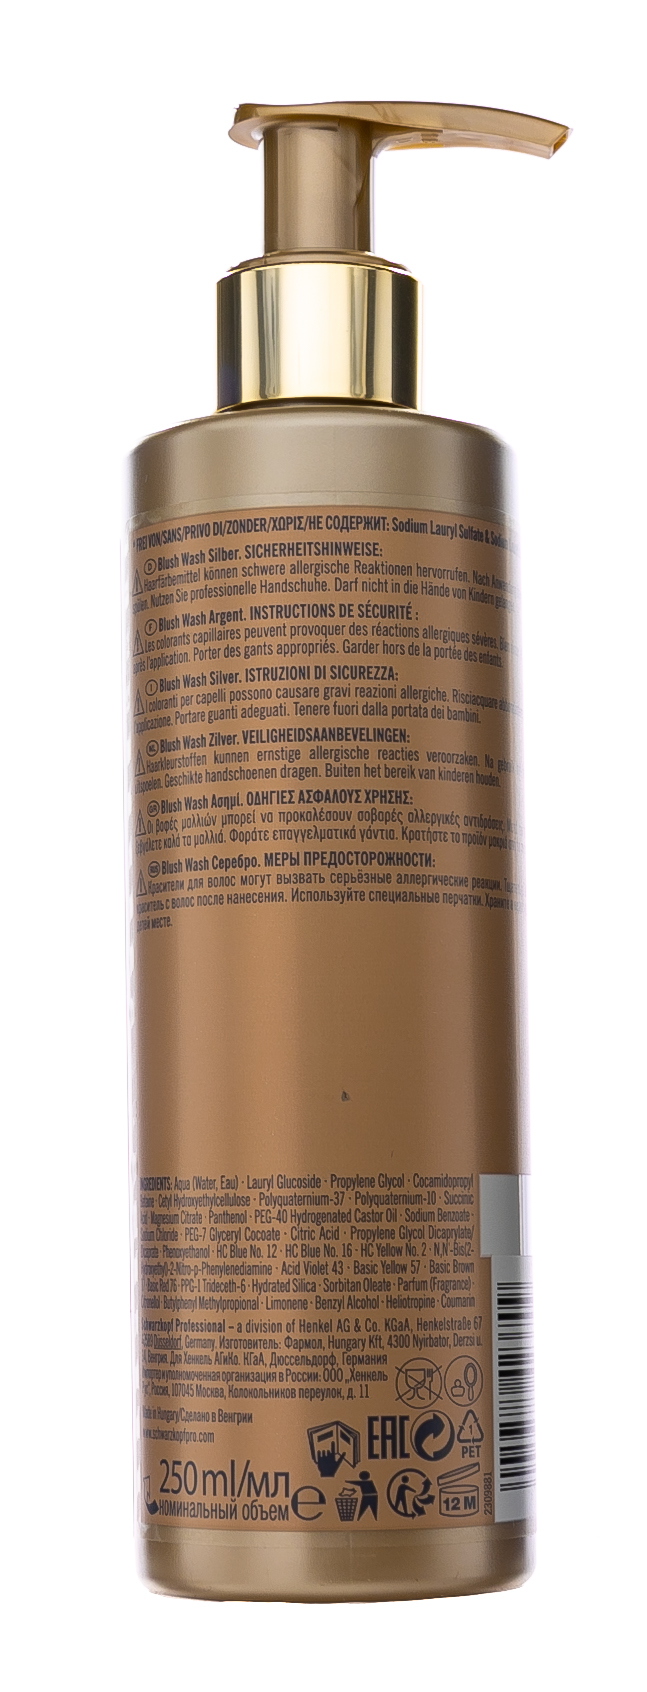 * FREI VON/SANS/PRIVO DI/ZONDER/ΧΩΡΙΣ/НЕ СОДЕРЖИТ: Sodium Lauryl Sulfate &
D Blush Wash Silber. SICHERHEITSHINWEISE:
Haarfärbemittel können schwere allergische Reaktionen hervorrufen. Nach
Nutzen Sie professionelle Handschuhe. Darf nicht in die Hände von Kindern
F Blush Wash Argent. INSTRUCTIONS DE SÉCURITÉ :
Les colorants capillaires peuvent provoquer des réactions allergiques sévères.
après l'application. Porter des gants appropriés. Garder hors de la portée des enfants.
I Blush Wash Silver. ISTRUZIONI DI SICUREZZA:
I coloranti per capelli possono causare gravi reazioni allergiche. Risciacquare
l'applicazione. Portare guanti adeguati. Tenere fuori dalla portata dei bambini.
NL Blush Wash Zilver. VEILIGHEIDSAANBEVELINGEN:
Haarkleurstoffen kunnen ernstige allergische reacties veroorzaken. Na
uitspoelen. Geschikte handschoenen dragen. Buiten het bereik van kinderen houden.
GR Blush Wash Ασημί. ΟΔΗΓΙΕΣ ΑΣΦΑΛΟΥΣ ΧΡΗΣΗΣ:
Οι βαφές μαλλιών μπορεί να προκαλέσουν σοβαρές αλλεργικές αντιδράσεις.
Ξεβγάλετε καλά τα μαλλιά. Φοράτε επαγγελματικά γάντια. Κρατήστε το προϊόν μακριά
RUS Blush Wash Серебро. МЕРЫ ПРЕДОСТОРОЖНОСТИ:
Красители для волос могут вызвать серьёзные аллергические реакции.
краситель с волос после нанесения. Используйте специальные перчатки. Храните в
детей месте.
INGREDIENTS: Aqua (Water, Eau) · Lauryl Glucoside · Propylene Glycol · Cocamidopropyl
Betaine · Cetyl Hydroxyethylcellulose · Polyquaternium-37 · Polyquaternium-10 · Succinic
Acid · Magnesium Citrate · Panthenol · PEG-40 Hydrogenated Castor Oil · Sodium Benzoate ·
Sodium Chloride · PEG-7 Glyceryl Cocoate · Citric Acid · Propylene Glycol Dicaprylate/
Dicaprate · Phenoxyethanol · HC Blue No. 12 · HC Blue No. 16 · HC Yellow No. 2 · N,N'-Bis(2-
Hydroxyethyl)-2-Nitro-p-Phenylenediamine · Acid Violet 43 · Basic Yellow 57 · Basic Brown
17 · Basic Red 76 · PPG-1 Trideceth-6 · Hydrated Silica · Sorbitan Oleate · Parfum (Fragrance) ·
Citronellol · Butylphenyl Methylpropional · Limonene · Benzyl Alcohol · Heliotropine · Coumarin
Schwarzkopf Professional – a division of Henkel AG & Co. KGaA, Henkelstraße 67
40589 Düsseldorf, Germany. Изготовитель: Фармол, Hungary Kft, 4300 Nyirbator, Derzsi u.
Венгрия. Для Хенкель АГиКо. КГаА, Дюссельдорф, Германия
Импортер и уполномоченная организация в России: ООО „Хенкель
Рус“, Россия, 107045 Москва, Колокольников переулок, д. 11
Made in Hungary/Сделано в Венгрии
www.schwarzkopfpro.com
EAC
1
PET
250 ml/мл
номинальный объем
e
12 M
2309881